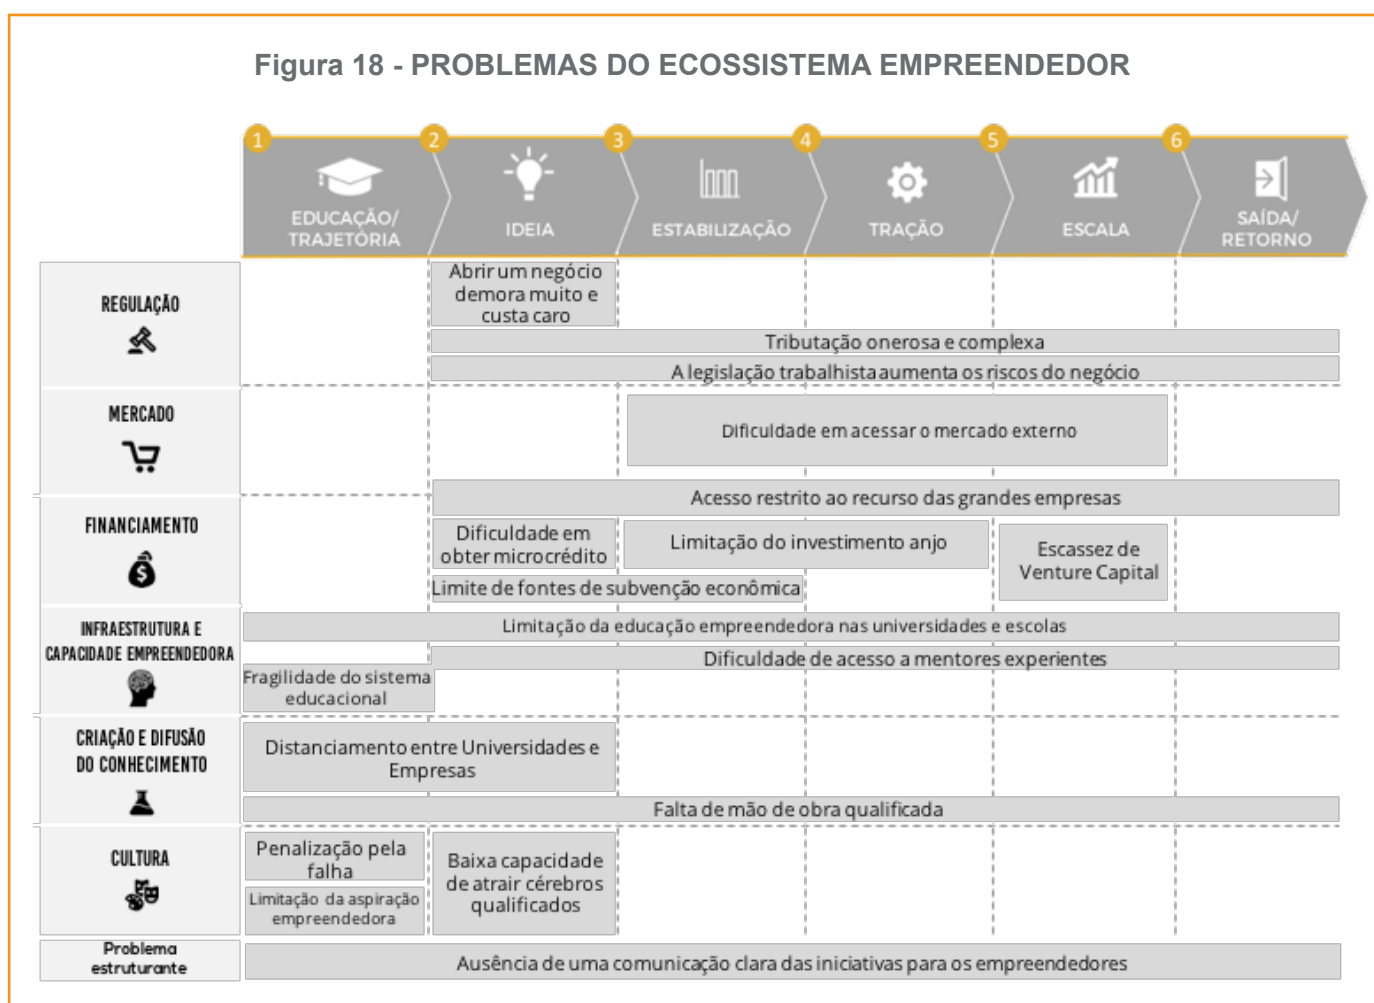 Figura 18 - PROBLEMAS DO ECOSSISTEMA EMPREENDEDOR
1
2
3
4
5
6
EDUCAÇÃO/
TRAJETÓRIA
IDEIA
ESTABILIZAÇÃO
TRAÇÃO
ESCALA
SAÍDA/
RETORNO
REGULAÇÃO
Abrir um negócio
demora muito e
custa caro
Tributação onerosa e complexa
A legislação trabalhista aumenta os riscos do negócio
MERCADO
Dificuldade em acessar o mercado externo
Acesso restrito ao recurso das grandes empresas
FINANCIAMENTO
Dificuldade em
obter microcrédito
Limitação do investimento anjo
Escassez de
Venture Capital
Limite de fontes de subvenção econômica
INFRAESTRUTURA E
CAPACIDADE EMPREENDEDORA
Limitação da educação empreendedora nas universidades e escolas
Dificuldade de acesso a mentores experientes
Fragilidade do sistema
educacional
CRIAÇÃO E DIFUSÃO
DO CONHECIMENTO
Distanciamento entre Universidades e
Empresas
Falta de mão de obra qualificada
CULTURA
Penalização pela
falha
Limitação da aspiração
empreendedora
Baixa capacidade
de atrair cérebros
qualificados
Problema
estruturante
Ausência de uma comunicação clara das iniciativas para os empreendedores